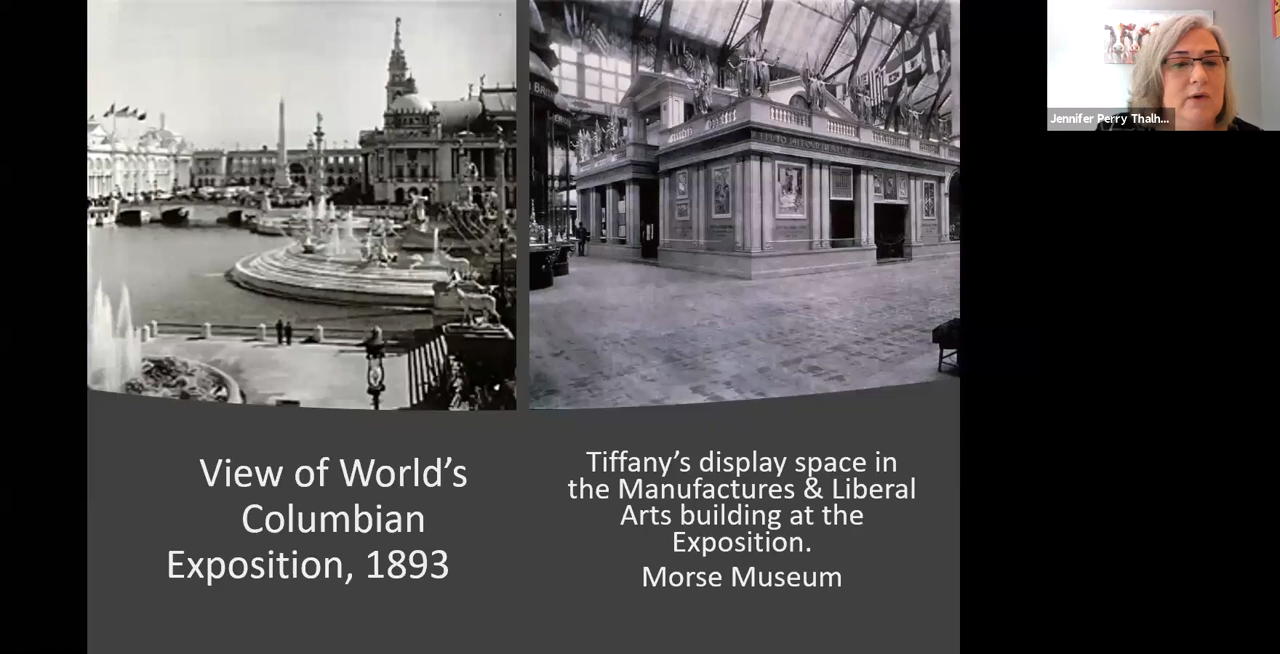 View of World's
Columbian
Exposition, 1893
Tiffany's display space in
the Manufactures & Liberal
Arts building at the
Exposition.
Morse Museum
Jennifer Perry Thalh...